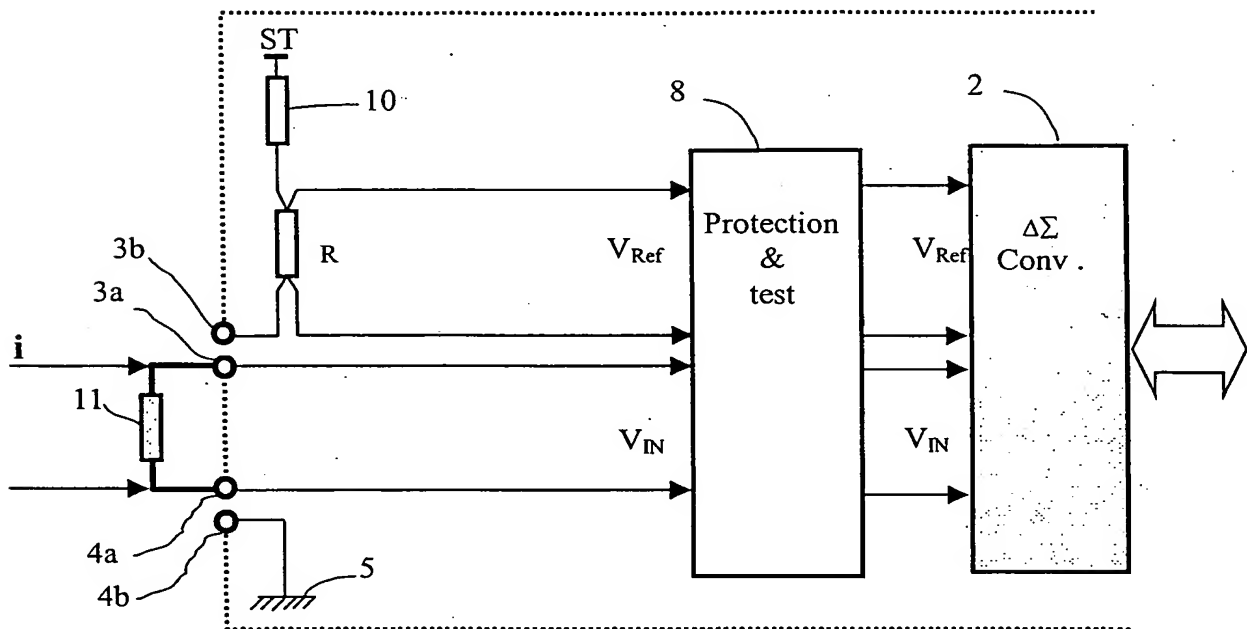 ST
10
8
2
R
3b
3a
V_Ref
Protection
&
test
V_Ref
ΔΣ
Conv .
i
11
V_IN
V_IN
4a
4b
5